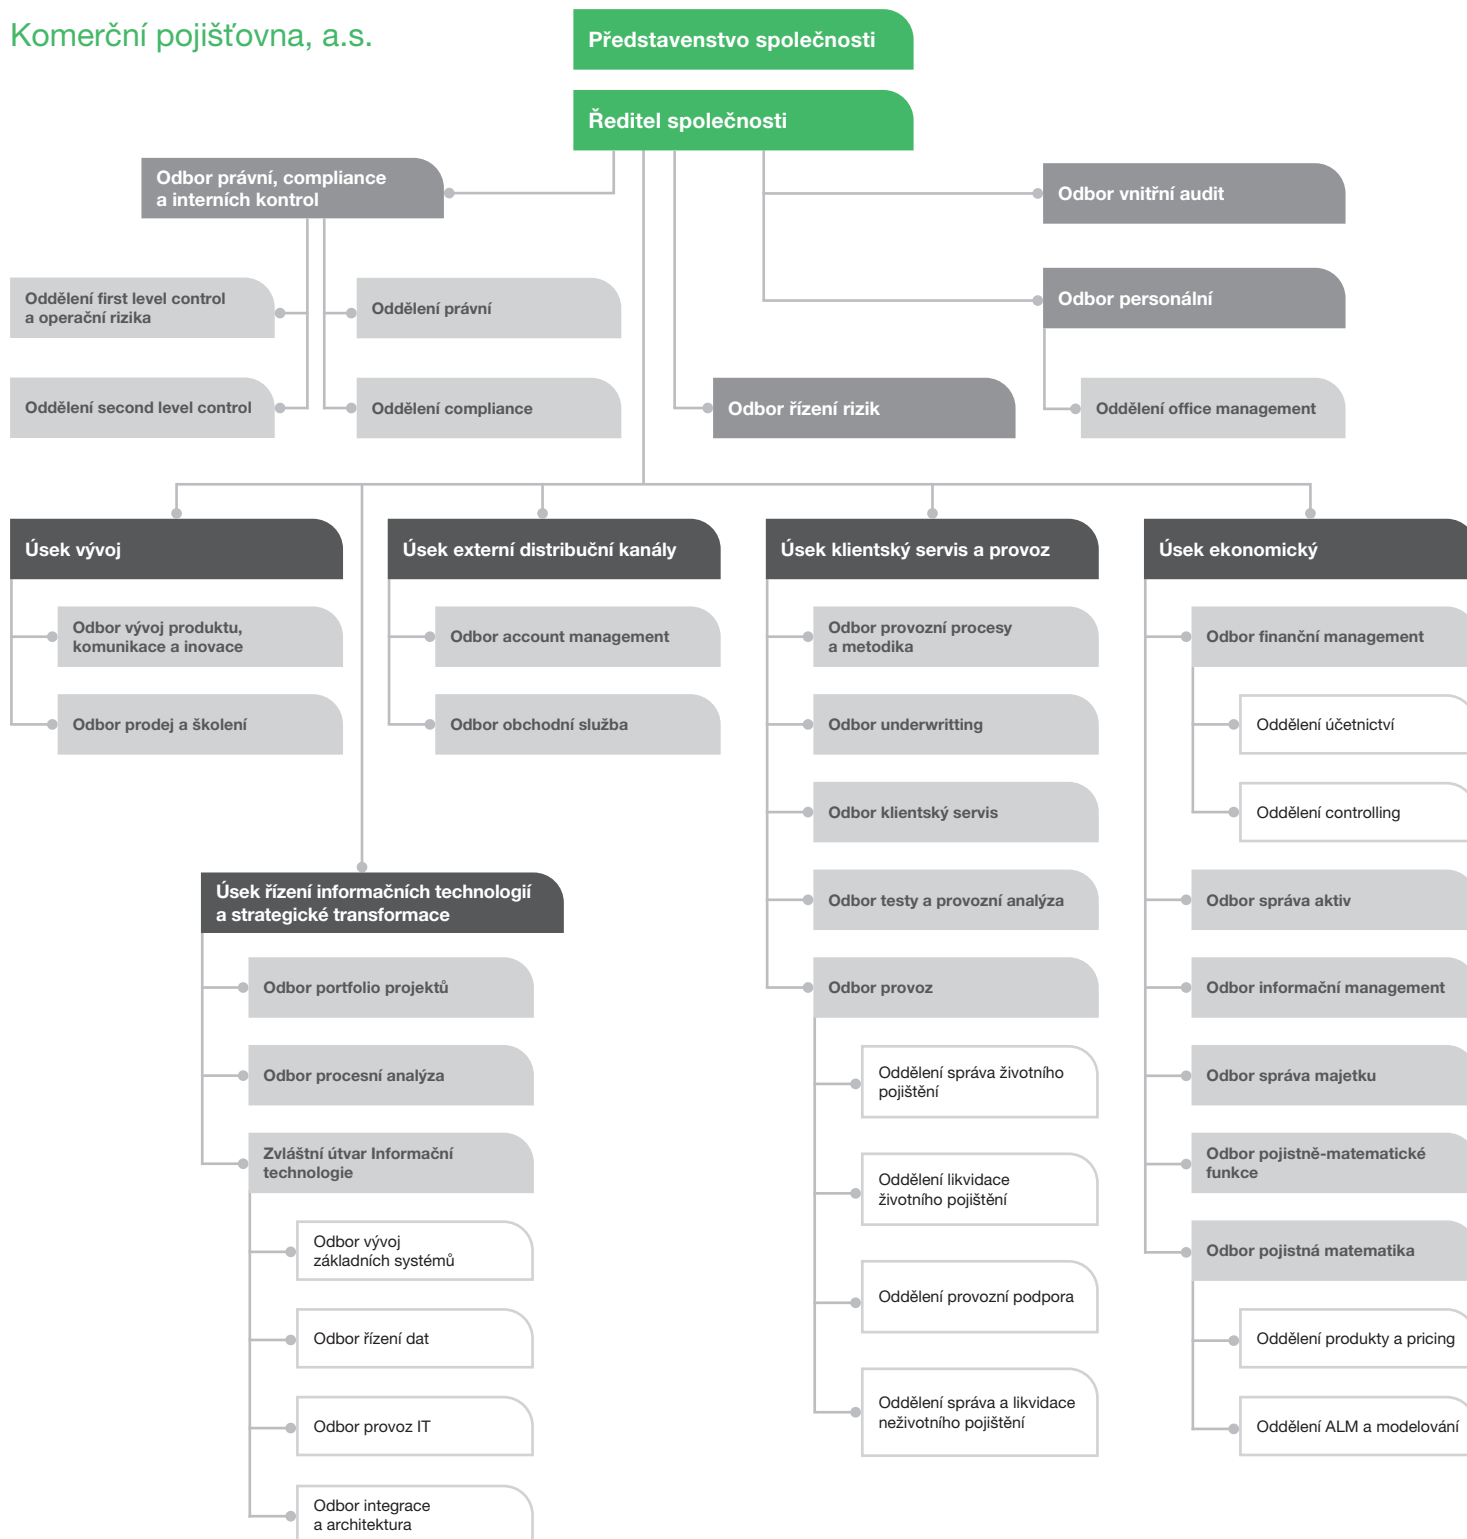 Komerční pojišťovna, a.s.
Představenstvo společnosti
Ředitel společnosti
Odbor právní, compliance
a interních kontrol
Odbor vnitřní audit
Oddělení first level control
a operační rizika
Oddělení právní
Odbor personální
Oddělení second level control
Oddělení compliance
Odbor řízení rizik
Oddělení office management
Úsek vývoj
Úsek externí distribuční kanály
Úsek klientský servis a provoz
Úsek ekonomický
Odbor vývoj produktu,
komunikace a inovace
Odbor account management
Odbor provozní procesy
a metodika
Odbor finanční management
Odbor prodej a školení
Odbor obchodní služba
Odbor underwritting
Oddělení účetnictví
Odbor klientský servis
Oddělení controlling
Úsek řízení informačních technologií
a strategické transformace
Odbor testy a provozní analýza
Odbor správa aktiv
Odbor portfolio projektů
Odbor provoz
Odbor informační management
Odbor procesní analýza
Oddělení správa životního
pojištění
Odbor správa majetku
Zvláštní útvar Informační
technologie
Oddělení likvidace
životního pojištění
Odbor pojistně-matematické
funkce
Odbor vývoj
základních systémů
Odbor pojistná matematika
Oddělení provozní podpora
Odbor řízení dat
Oddělení produkty a pricing
Odbor provoz IT
Oddělení správa a likvidace
neživotního pojištění
Oddělení ALM a modelování
Odbor integrace
a architektura